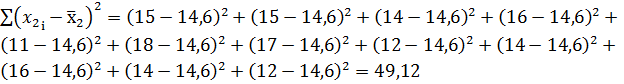 ∑(x₂ᵢ − x̅₂)² = (15 − 14,6)² + (15 − 14,6)² + (14 − 14,6)² + (16 − 14,6)² +
(11 − 14,6)² + (18 − 14,6)² + (17 − 14,6)² + (12 − 14,6)² + (14 − 14,6)² +
(16 − 14,6)² + (14 − 14,6)² + (12 − 14,6)² = 49,12